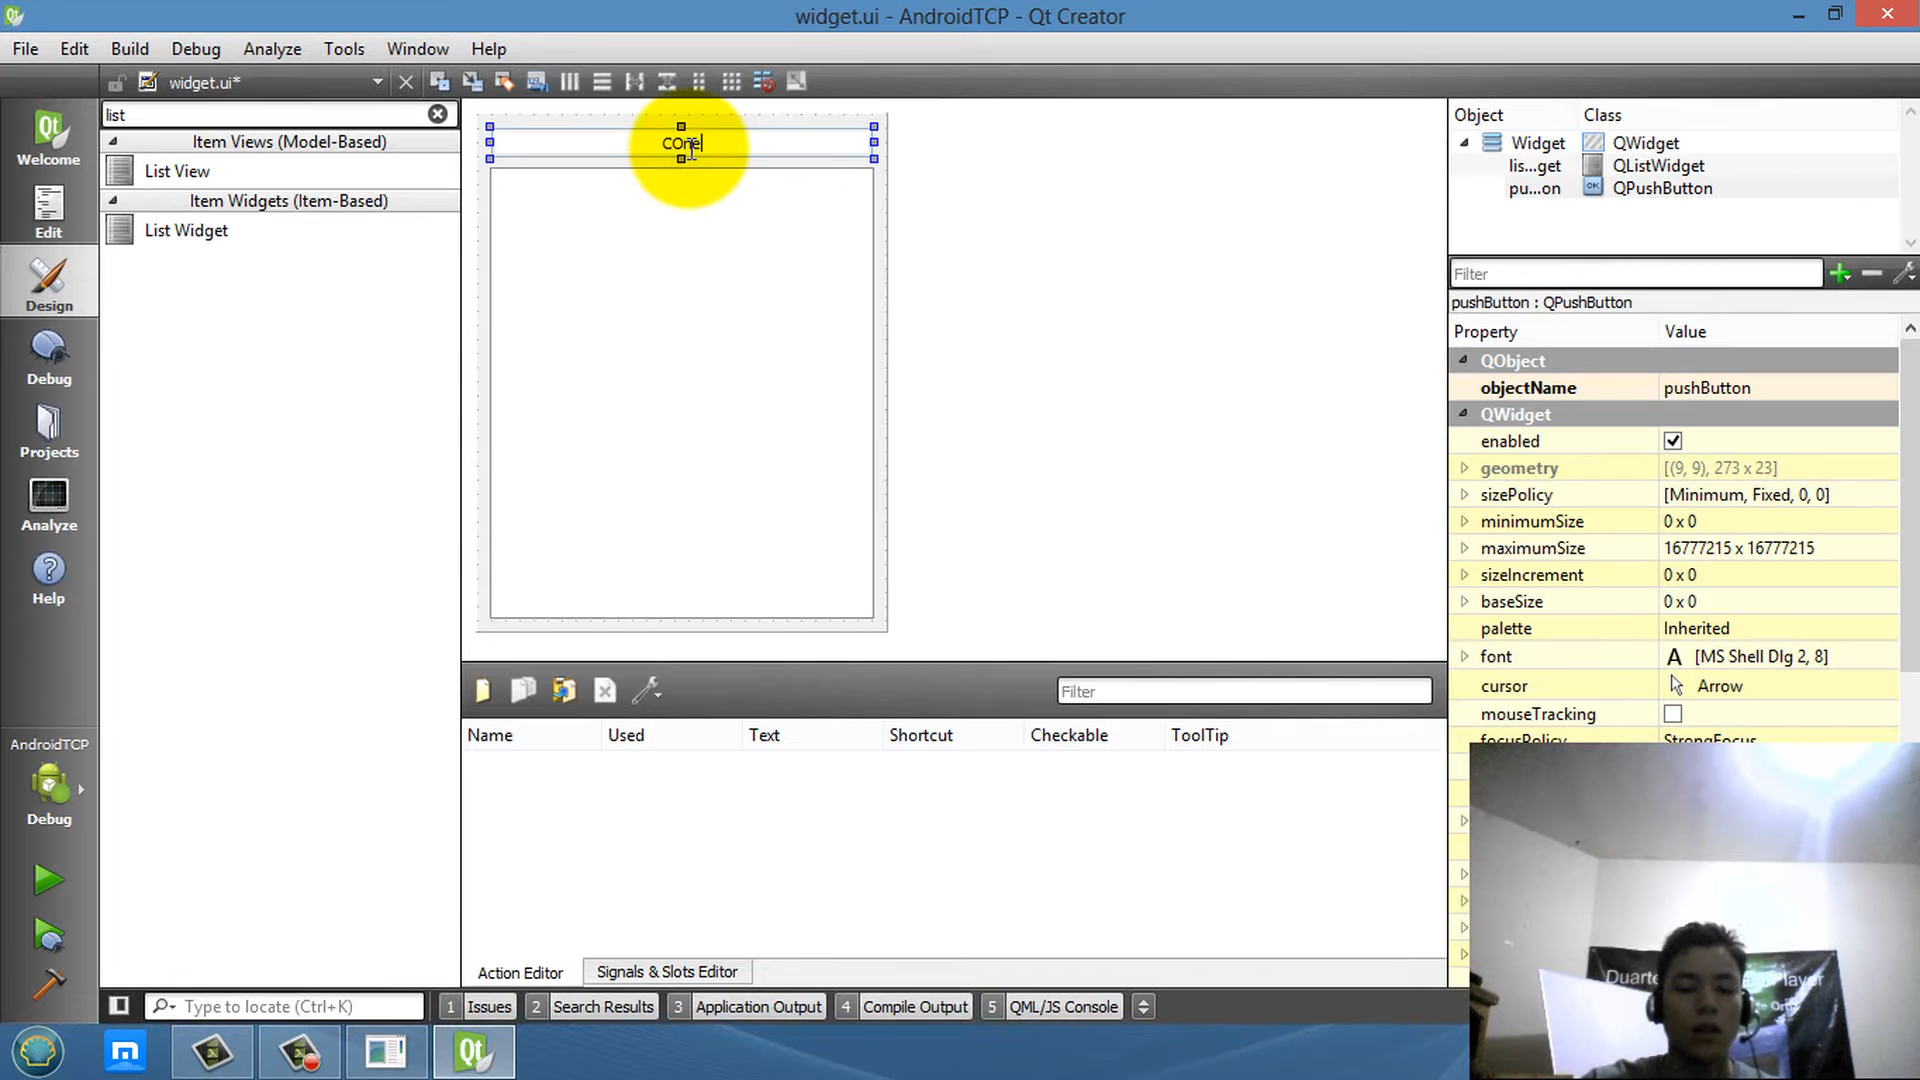 widget.ui - AndroidTCP - Qt Creator
File Edit Build Debug Analyze Tools Window Help
widget.ui*
list
Item Views (Model-Based)
List View
Item Widgets (Item-Based)
List Widget
Welcome
Edit
Design
Debug
Projects
Analyze
Help
AndroidTCP
Debug
COne
Object Class
Widget QWidget
lis...get QListWidget
pu...on QPushButton
Filter
pushButton : QPushButton
Property Value
QObject
objectName pushButton
QWidget
enabled
geometry [(9, 9), 273 x 23]
sizePolicy [Minimum, Fixed, 0, 0]
minimumSize 0 x 0
maximumSize 16777215 x 16777215
sizeIncrement 0 x 0
baseSize 0 x 0
palette Inherited
font A [MS Shell Dlg 2, 8]
cursor Arrow
mouseTracking
focusPolicy StrongFocus
Filter
Name Used Text Shortcut Checkable ToolTip
Action Editor Signals & Slots Editor
Type to locate (Ctrl+K) 1 Issues 2 Search Results 3 Application Output 4 Compile Output 5 QML/JS Console
Duarte Player